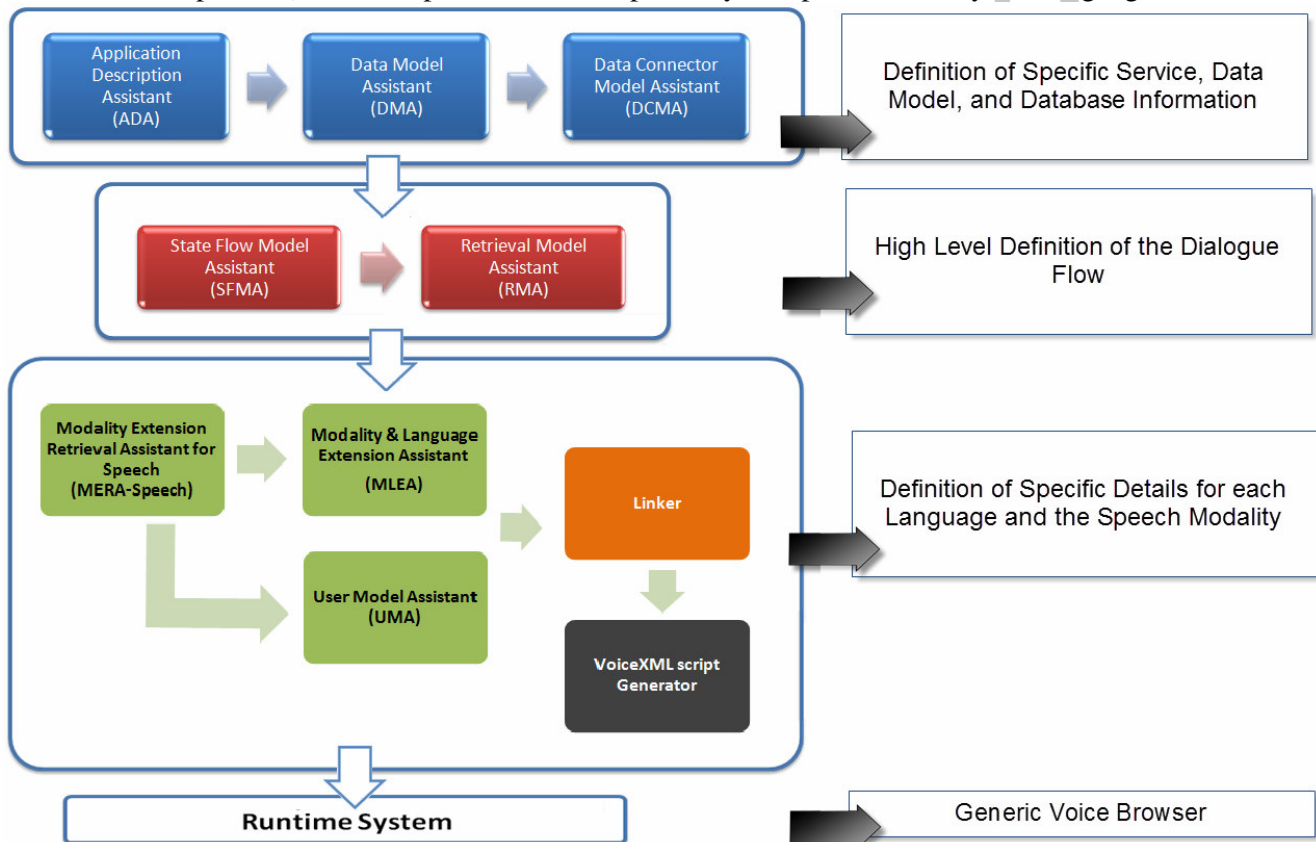 Application
Description
Assistant
(ADA)
Data Model
Assistant
(DMA)
Data Connector
Model Assistant
(DCMA)
Definition of Specific Service, Data
Model, and Database Information
State Flow Model
Assistant
(SFMA)
Retrieval Model
Assistant
(RMA)
High Level Definition of the Dialogue
Flow
Modality Extension
Retrieval Assistant for
Speech
(MERA-Speech)
Modality & Language
Extension Assistant
(MLEA)
Linker
User Model Assistant
(UMA)
VoiceXML script
Generator
Definition of Specific Details for each
Language and the Speech Modality
Runtime System
Generic Voice Browser